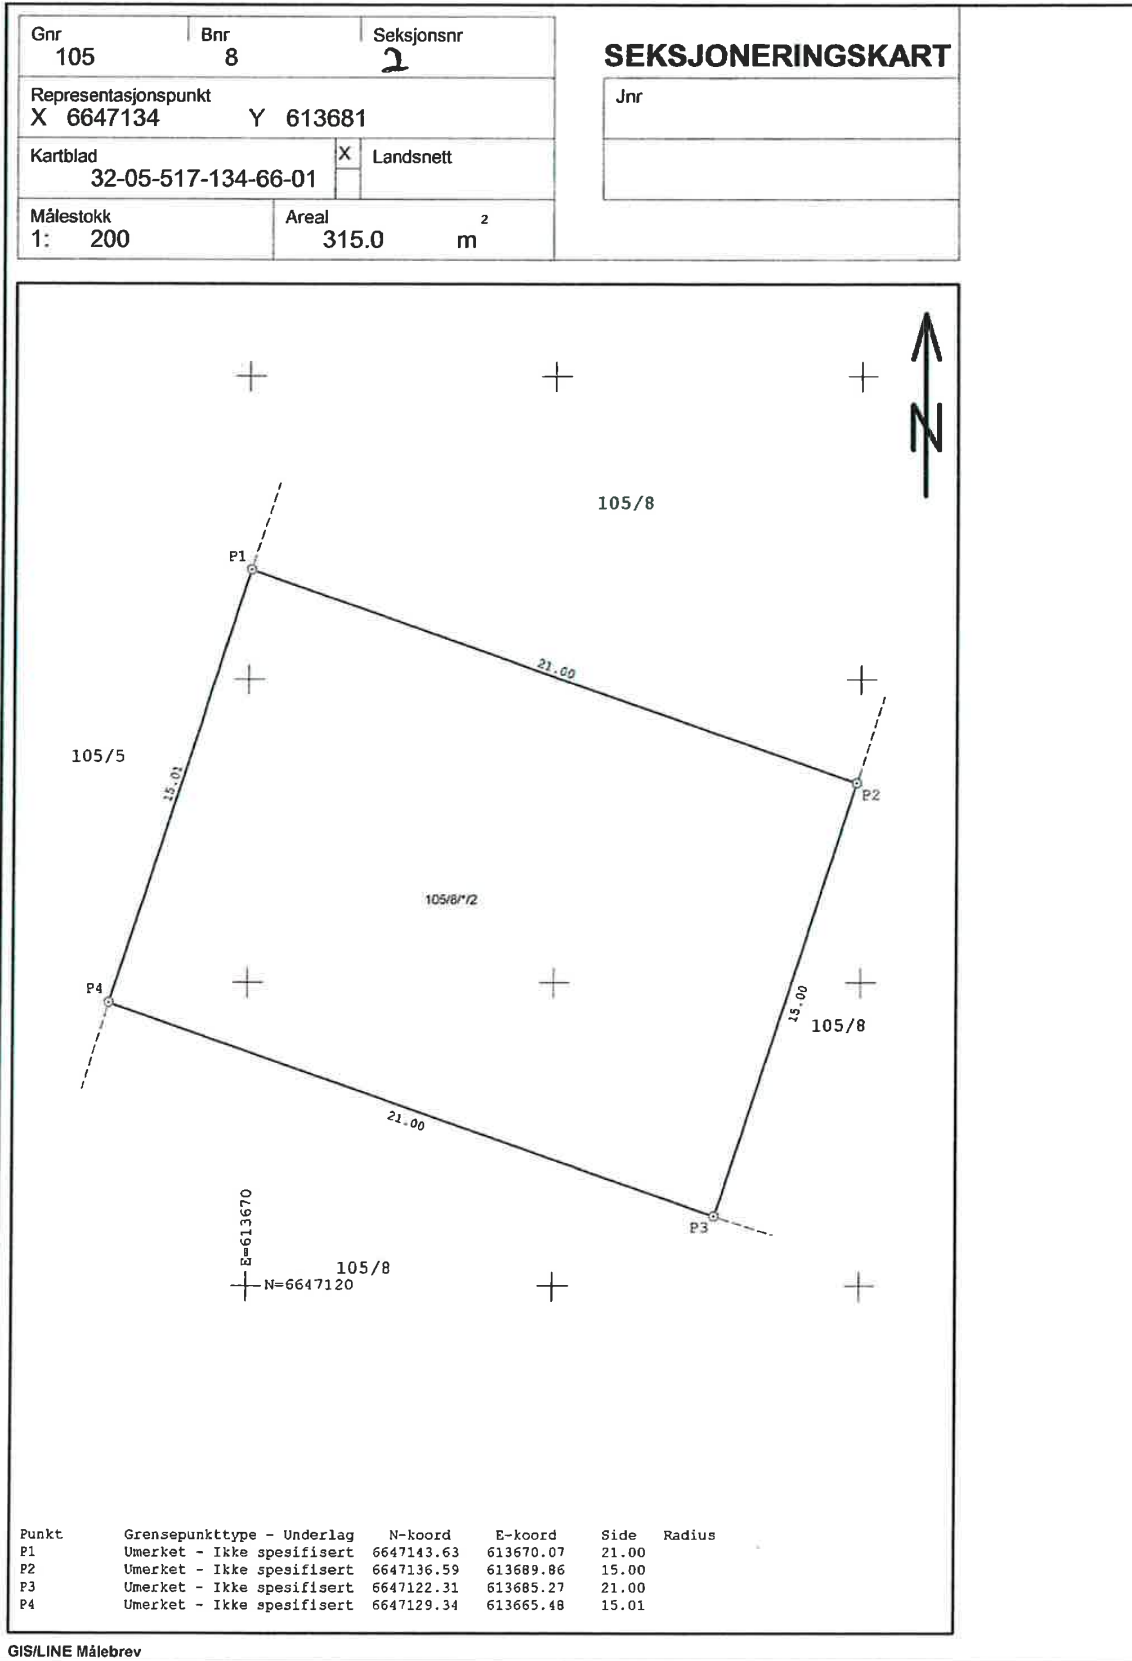 Gnr Bnr Seksjonsnr
105 8 2
SEKSJONERINGSKART
Representasjonspunkt
X 6647134 Y 613681
Jnr
Kartblad X Landsnett
32-05-517-134-66-01
Målestokk Areal
1: 200 315.0 m2
N
105/8
P1
21.00
105/5
15.01
P2
105/8/*/2
P4
15.00
105/8
21.00
E=613670
P3
105/8
N=6647120
Punkt Grensepunkttype - Underlag N-koord E-koord Side Radius
P1 Umerket - Ikke spesifisert 6647143.63 613670.07 21.00
P2 Umerket - Ikke spesifisert 6647136.59 613689.86 15.00
P3 Umerket - Ikke spesifisert 6647122.31 613685.27 21.00
P4 Umerket - Ikke spesifisert 6647129.34 613665.48 15.01
GIS/LINE Målebrev